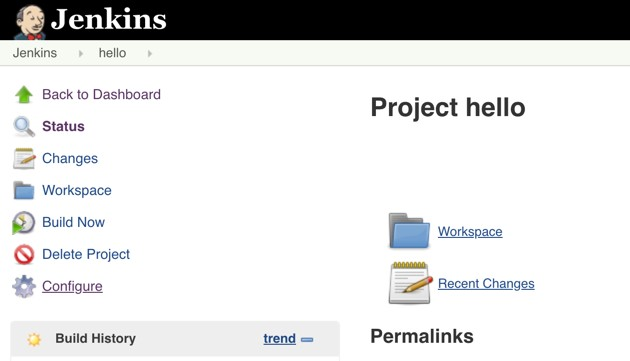 Jenkins
Jenkins hello
Back to Dashboard
Status
Changes
Workspace
Build Now
Delete Project
Configure
Build History trend
Project hello
Workspace
Recent Changes
Permalinks